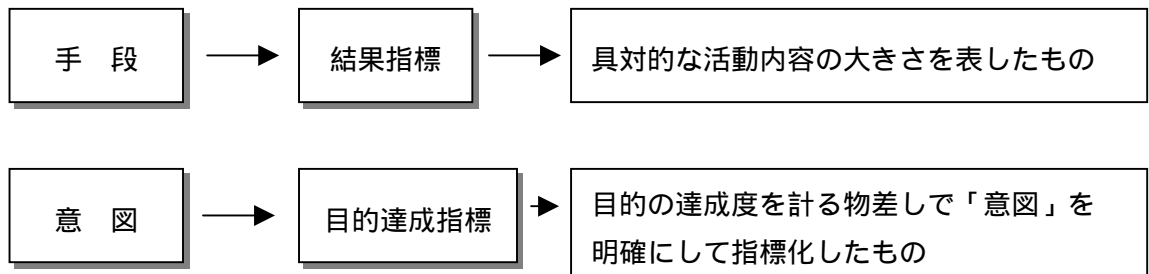 手　段
結果指標
具対的な活動内容の大きさを表したもの
意　図
目的達成指標
目的の達成度を計る物差しで「意図」を
明確にして指標化したもの